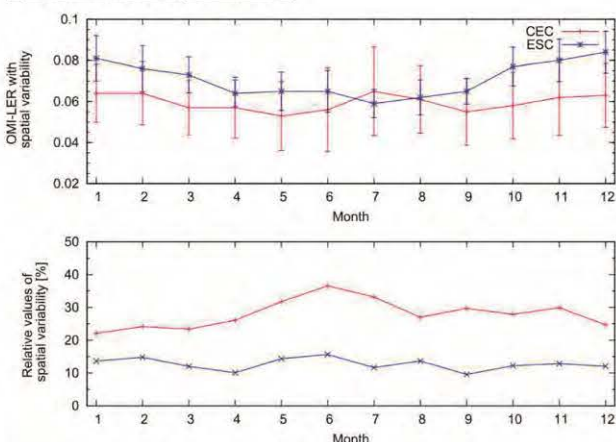 OMI-LER with
spatial variability
0.1
0.08
0.06
0.04
0.02
CEC
ESC
1 2 3 4 5 6 7 8 9 10 11 12
Month
Relative values of
spatial variability [%]
50
40
30
20
10
0
1 2 3 4 5 6 7 8 9 10 11 12
Month